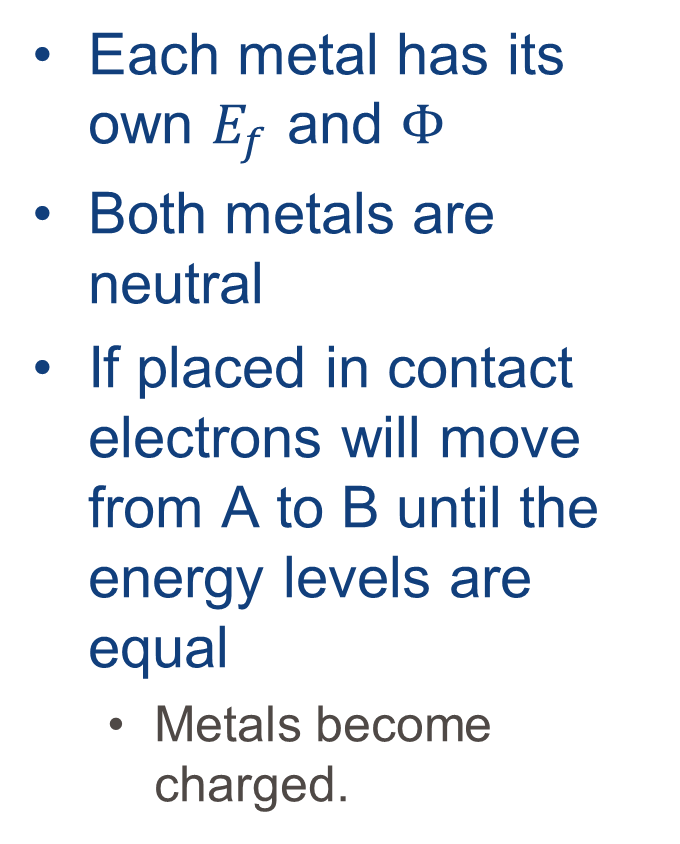 • Each metal has its
own E_f and Φ
• Both metals are
neutral
• If placed in contact
electrons will move
from A to B until the
energy levels are
equal
• Metals become
charged.